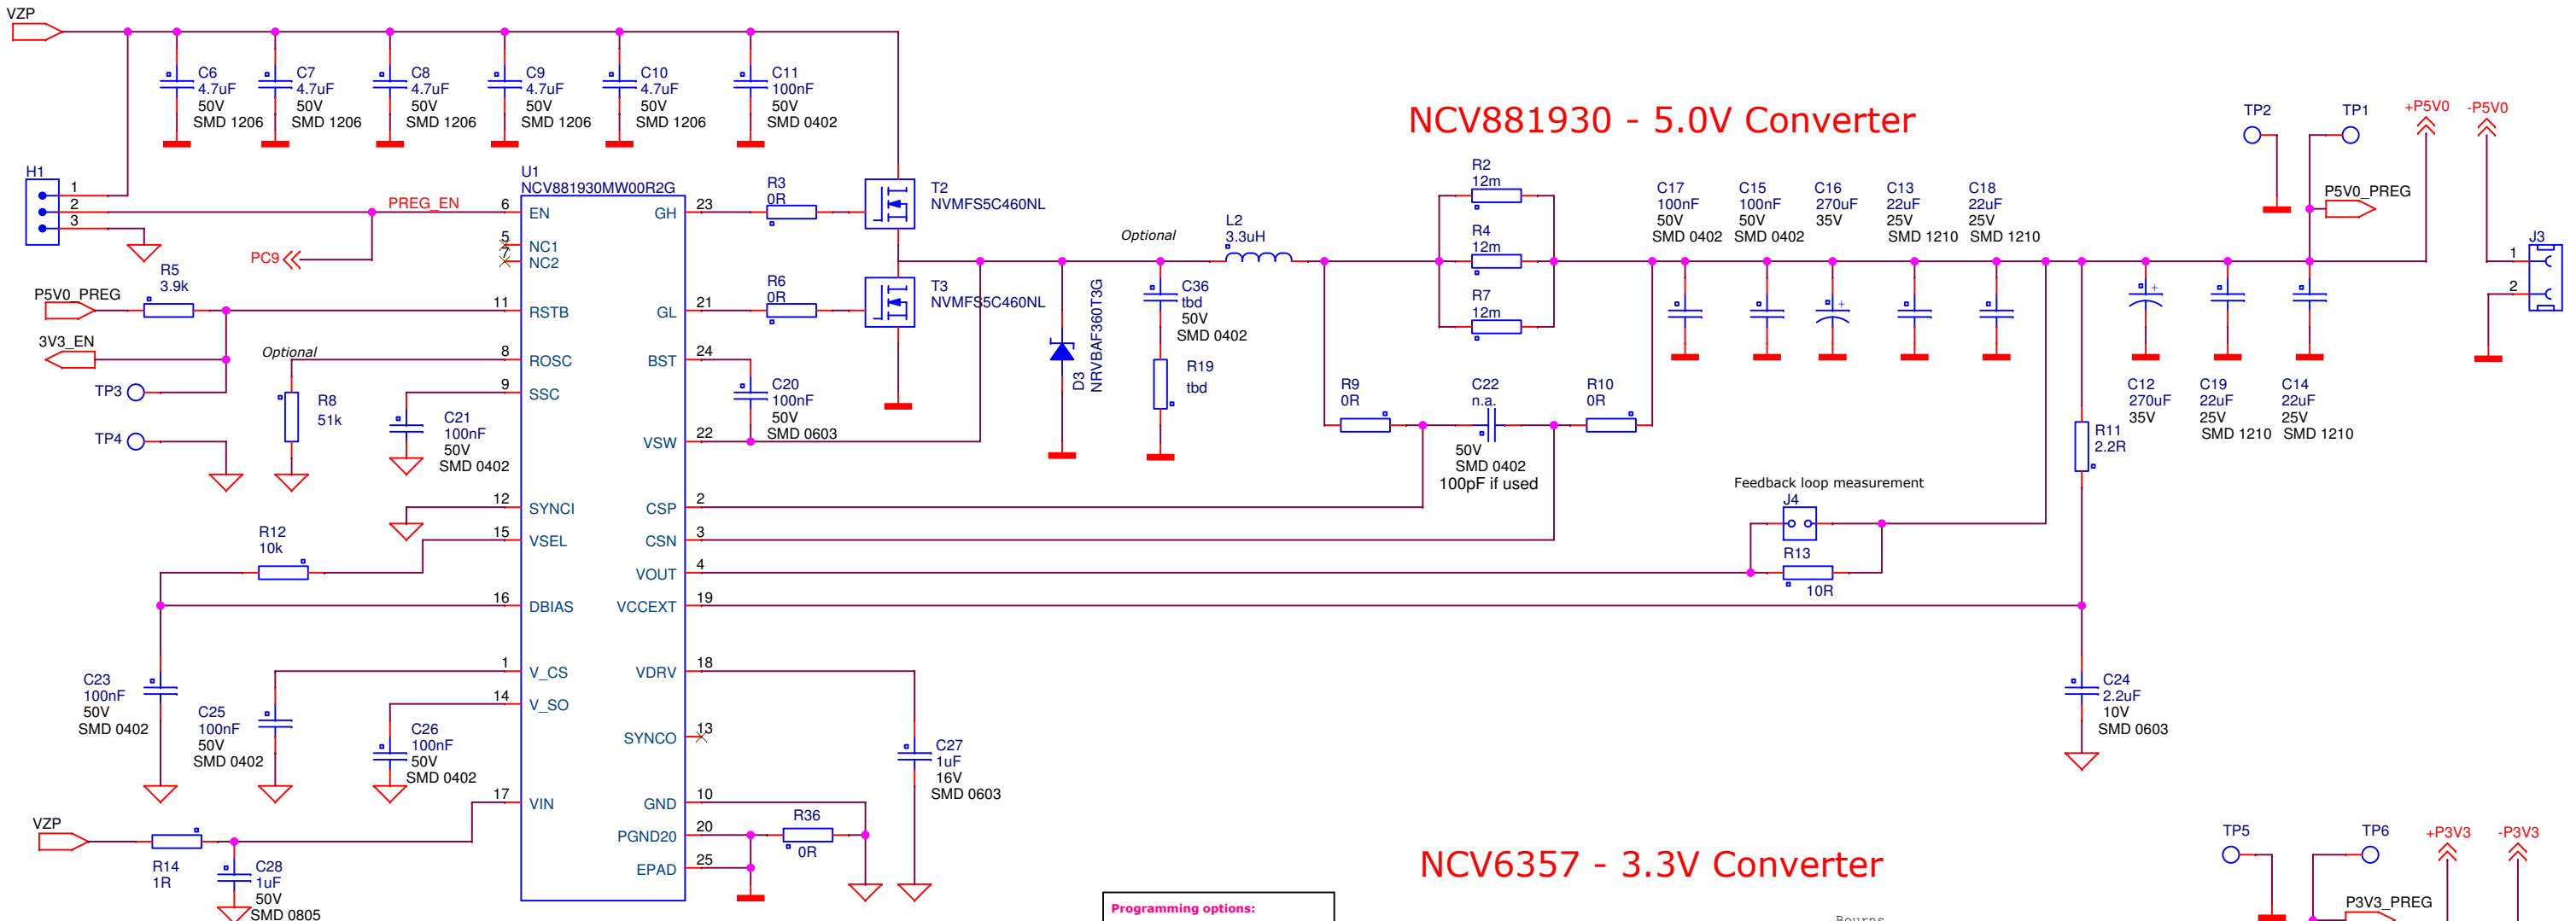 VZP
C6
4.7uF
50V
SMD 1206
C7
4.7uF
50V
SMD 1206
C8
4.7uF
50V
SMD 1206
C9
4.7uF
50V
SMD 1206
C10
4.7uF
50V
SMD 1206
C11
100nF
50V
SMD 0402
NCV881930 - 5.0V Converter
TP2
TP1
+P5V0
-P5V0
P5V0_PREG
J3
1
2
H1
1
2
3
PREG_EN
PC9
R5
3.9k
P5V0_PREG
3V3_EN
TP3
TP4
Optional
R8
51k
C21
100nF
50V
SMD 0402
R12
10k
C23
100nF
50V
SMD 0402
C25
100nF
50V
SMD 0402
C26
100nF
50V
SMD 0402
VZP
R14
1R
C28
1uF
50V
SMD 0805
U1
NCV881930MW00R2G
6 EN
5 NC1
7 NC2
11 RSTB
8 ROSC
9 SSC
12 SYNCI
15 VSEL
16 DBIAS
1 V_CS
14 V_SO
17 VIN
GH 23
GL 21
BST 24
VSW 22
CSP 2
CSN 3
VOUT 4
VCCEXT 19
VDRV 18
SYNCO 13
GND 10
PGND20 20
EPAD 25
R3
0R
T2
NVMFS5C460NL
R6
0R
T3
NVMFS5C460NL
C20
100nF
50V
SMD 0603
D3
NRVBAF360T3G
Optional
C36
tbd
50V
SMD 0402
R19
tbd
L2
3.3uH
R2
12m
R4
12m
R7
12m
R9
0R
C22
n.a.
50V
SMD 0402
100pF if used
R10
0R
C17
100nF
50V
SMD 0402
C15
100nF
50V
SMD 0402
C16
270uF
35V
C13
22uF
25V
SMD 1210
C18
22uF
25V
SMD 1210
C12
270uF
35V
C19
22uF
25V
SMD 1210
C14
22uF
25V
SMD 1210
R11
2.2R
Feedback loop measurement
J4
R13
10R
C24
2.2uF
10V
SMD 0603
C27
1uF
16V
SMD 0603
R36
0R
NCV6357 - 3.3V Converter
Programming options:
Bourns
TP5
TP6
+P3V3
-P3V3
P3V3_PREG